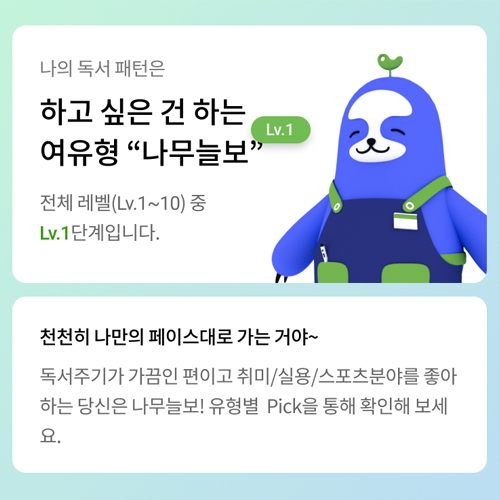 나의 독서 패턴은
하고 싶은 건 하는
여유형 “나무늘보”
Lv.1
전체 레벨(Lv.1~10) 중
Lv.1단계입니다.
천천히 나만의 페이스대로 가는 거야~
독서주기가 가끔인 편이고 취미/실용/스포츠분야를 좋아
하는 당신은 나무늘보! 유형별 Pick을 통해 확인해 보세
요.